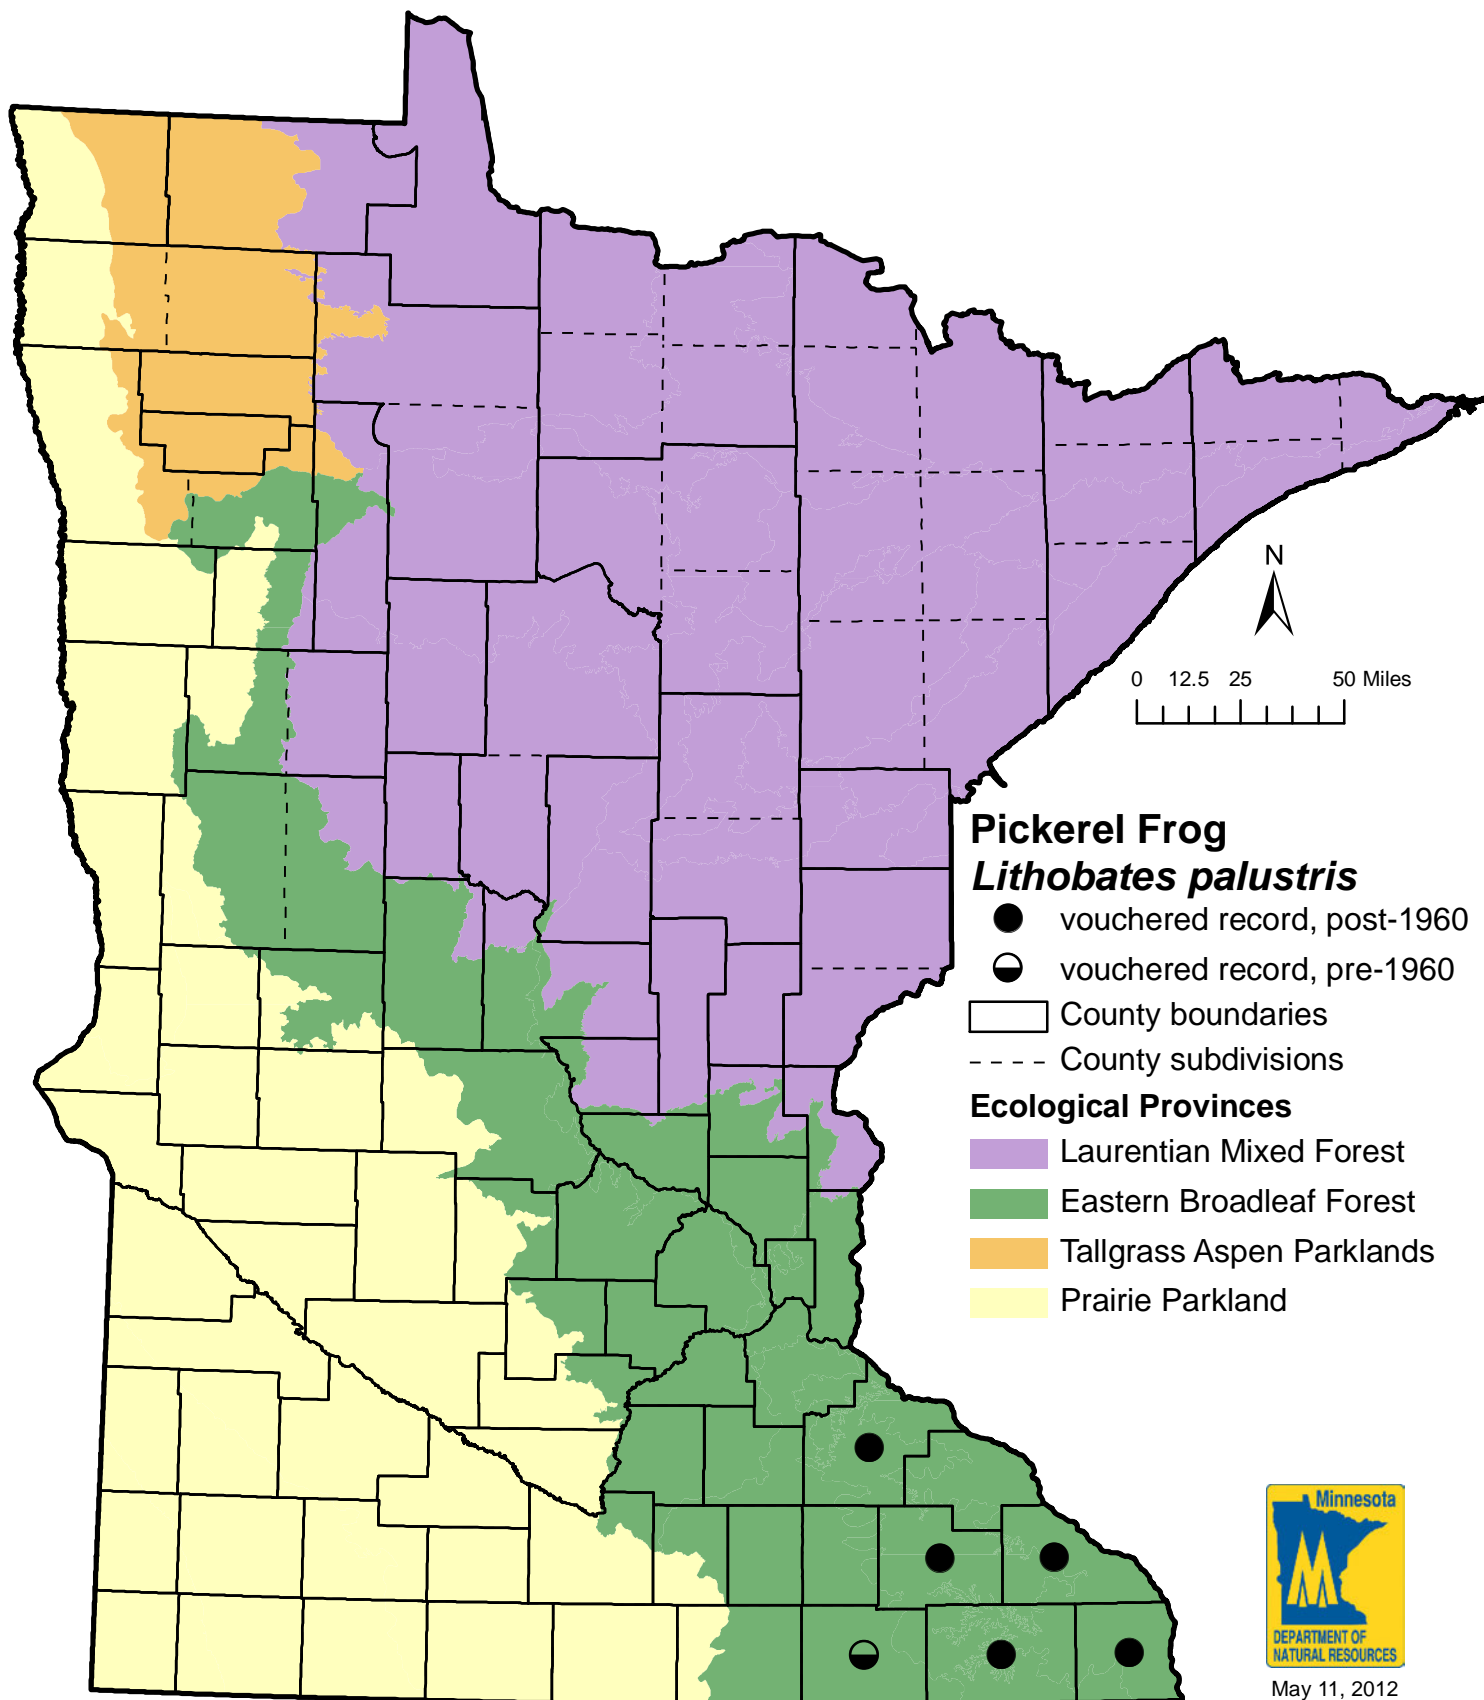 N
0 12.5 25 50 Miles
Pickerel Frog
Lithobates palustris
vouchered record, post-1960
vouchered record, pre-1960
County boundaries
County subdivisions
Ecological Provinces
Laurentian Mixed Forest
Eastern Broadleaf Forest
Tallgrass Aspen Parklands
Prairie Parkland
Minnesota
DEPARTMENT OF
NATURAL RESOURCES
May 11, 2012